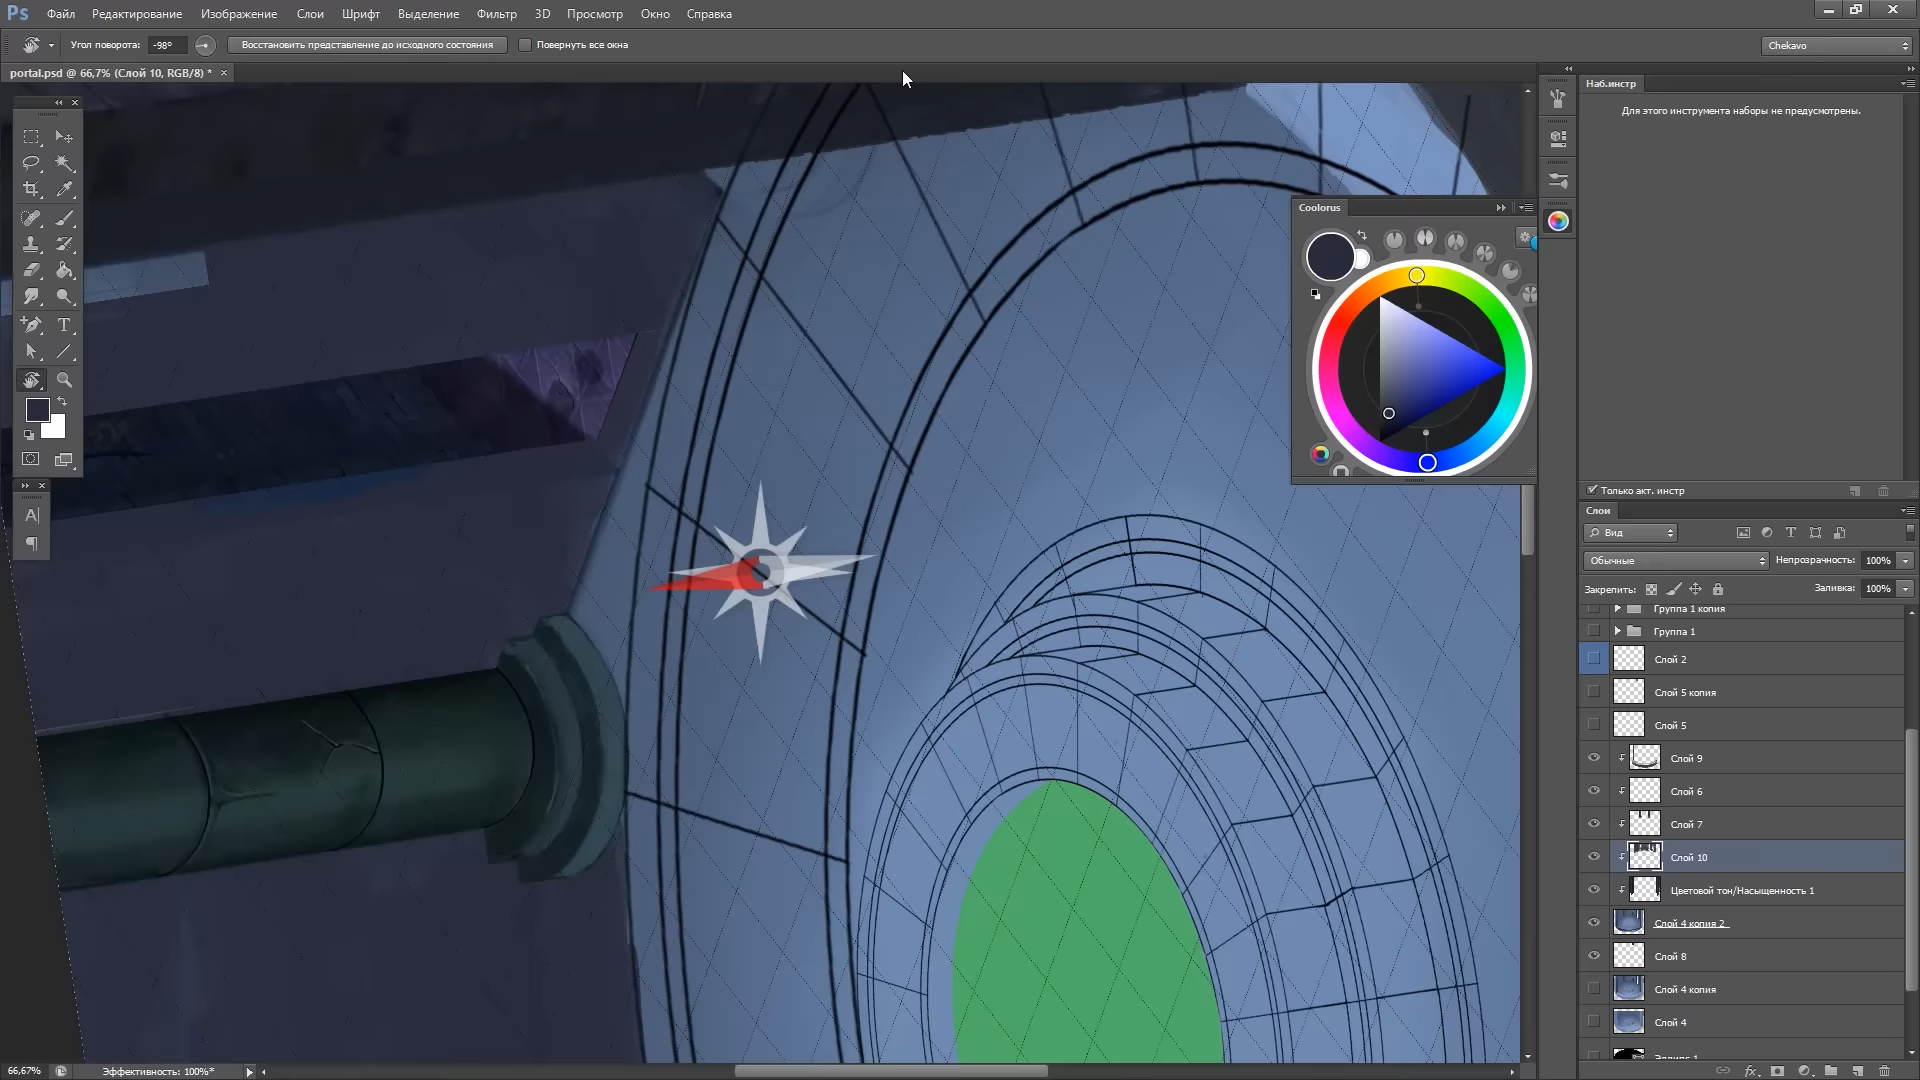 Ps Файл Редактирование Изображение Слои Шрифт Выделение Фильтр 3D Просмотр Окно Справка
Угол поворота: -98° Восстановить представление до исходного состояния Повернуть все окна Chekavo
portal.psd @ 66,7% (Слой 10, RGB/8) *
Наб.инстр
Для этого инструмента наборы не предусмотрены.
Coolorus
Только акт. инстр
Слои
Вид
Обычные Непрозрачность: 100%
Закрепить: Заливка: 100%
Группа 1 копия
Группа 1
Слой 2
Слой 5 копия
Слой 5
Слой 9
Слой 6
Слой 7
Слой 10
Цветовой тон/Насыщенность 1
Слой 4 копия 2
Слой 8
Слой 4 копия
Слой 4
Эллипс 1
66,67% Эффективность: 100%*